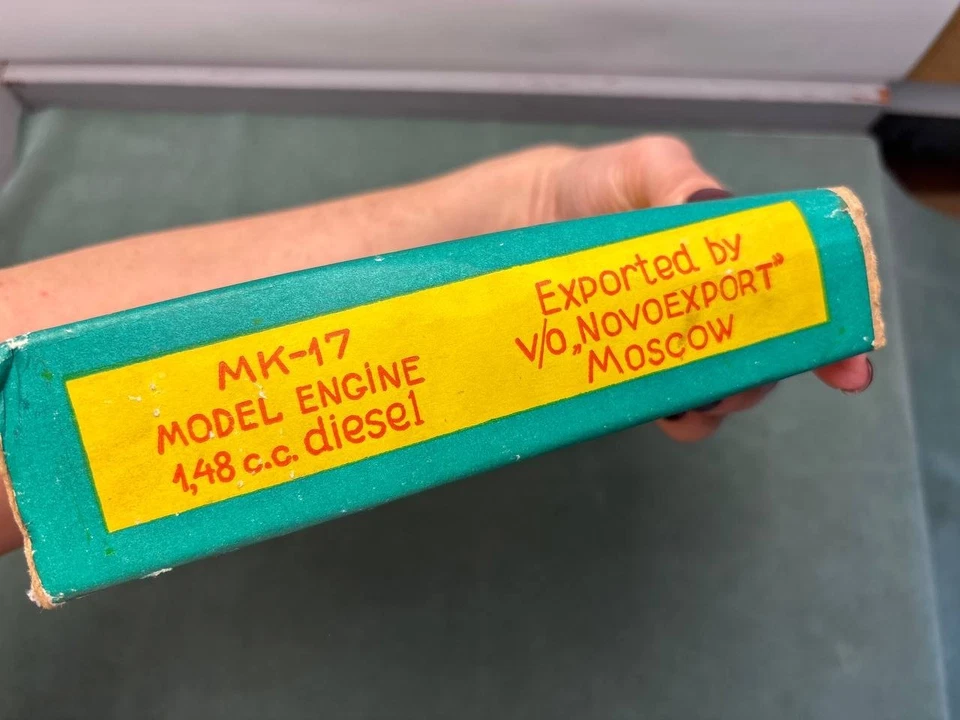 MK-17
MODEL ENGINE
1,48 c.c. diesel
Exported by
v/o „NOVOEXPORT”
Moscow